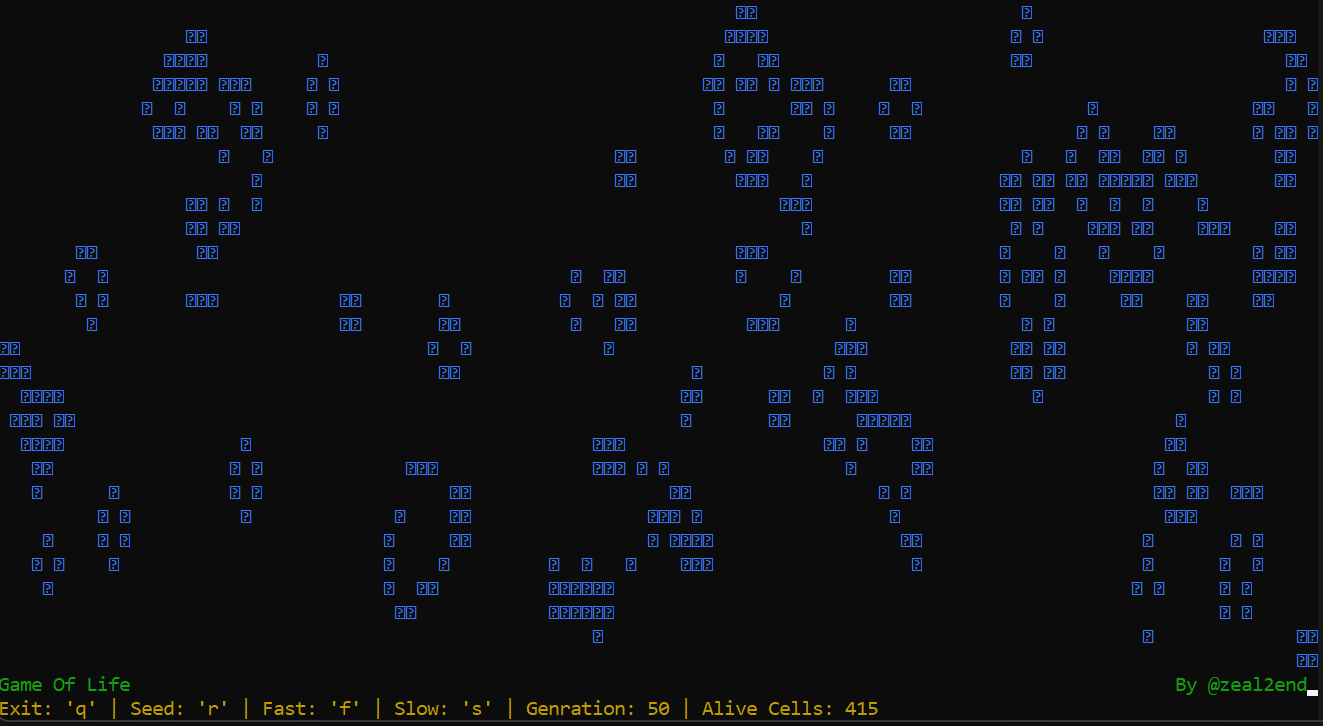 Game Of Life By @zeal2end
Exit: 'q' | Seed: 'r' | Fast: 'f' | Slow: 's' | Genration: 50 | Alive Cells: 415